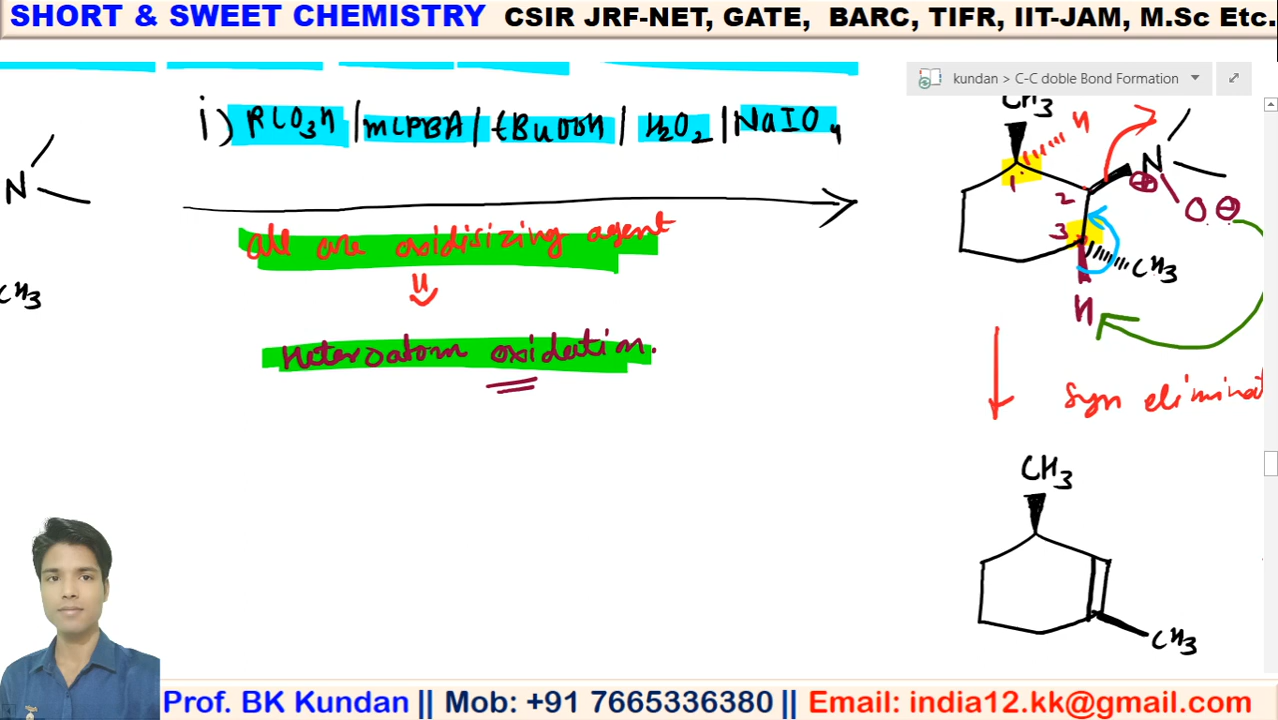 SHORT & SWEET CHEMISTRY CSIR JRF-NET, GATE, BARC, TIFR, IIT-JAM, M.Sc Etc.
kundan > C-C doble Bond Formation
i) RCO3H / mCPBA / tBuOOH / H2O2 / NaIO4
all are oxidisizing agent
Heteroatom oxidation.
N
CH3
CH3
H
1
2
3
N
⊕
O ⊖
CH3
H
Syn eliminat
CH3
CH3
Prof. BK Kundan || Mob: +91 7665336380 || Email: india12.kk@gmail.com